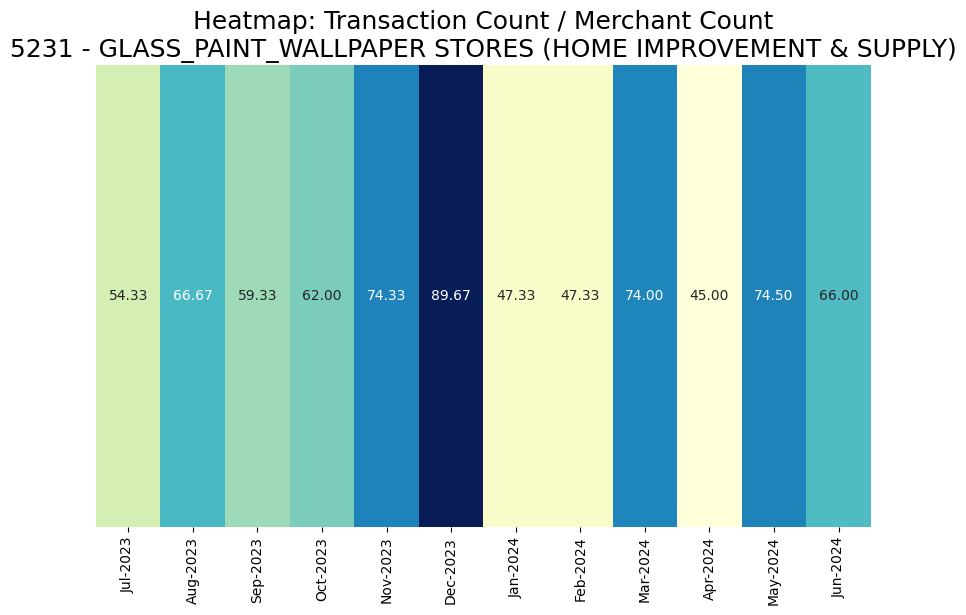 Heatmap: Transaction Count / Merchant Count
5231 - GLASS_PAINT_WALLPAPER STORES (HOME IMPROVEMENT & SUPPLY)
54.33 66.67 59.33 62.00 74.33 89.67 47.33 47.33 74.00 45.00 74.50 66.00
Jul-2023 Aug-2023 Sep-2023 Oct-2023 Nov-2023 Dec-2023 Jan-2024 Feb-2024 Mar-2024 Apr-2024 May-2024 Jun-2024